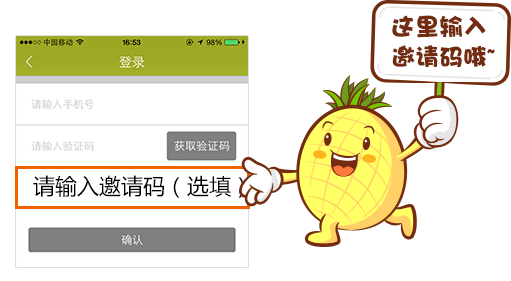 中国移动 16:53 98%
登录
请输入手机号
请输入验证码 获取验证码
请输入邀请码（选填
确认
这里输入
邀请码哦~